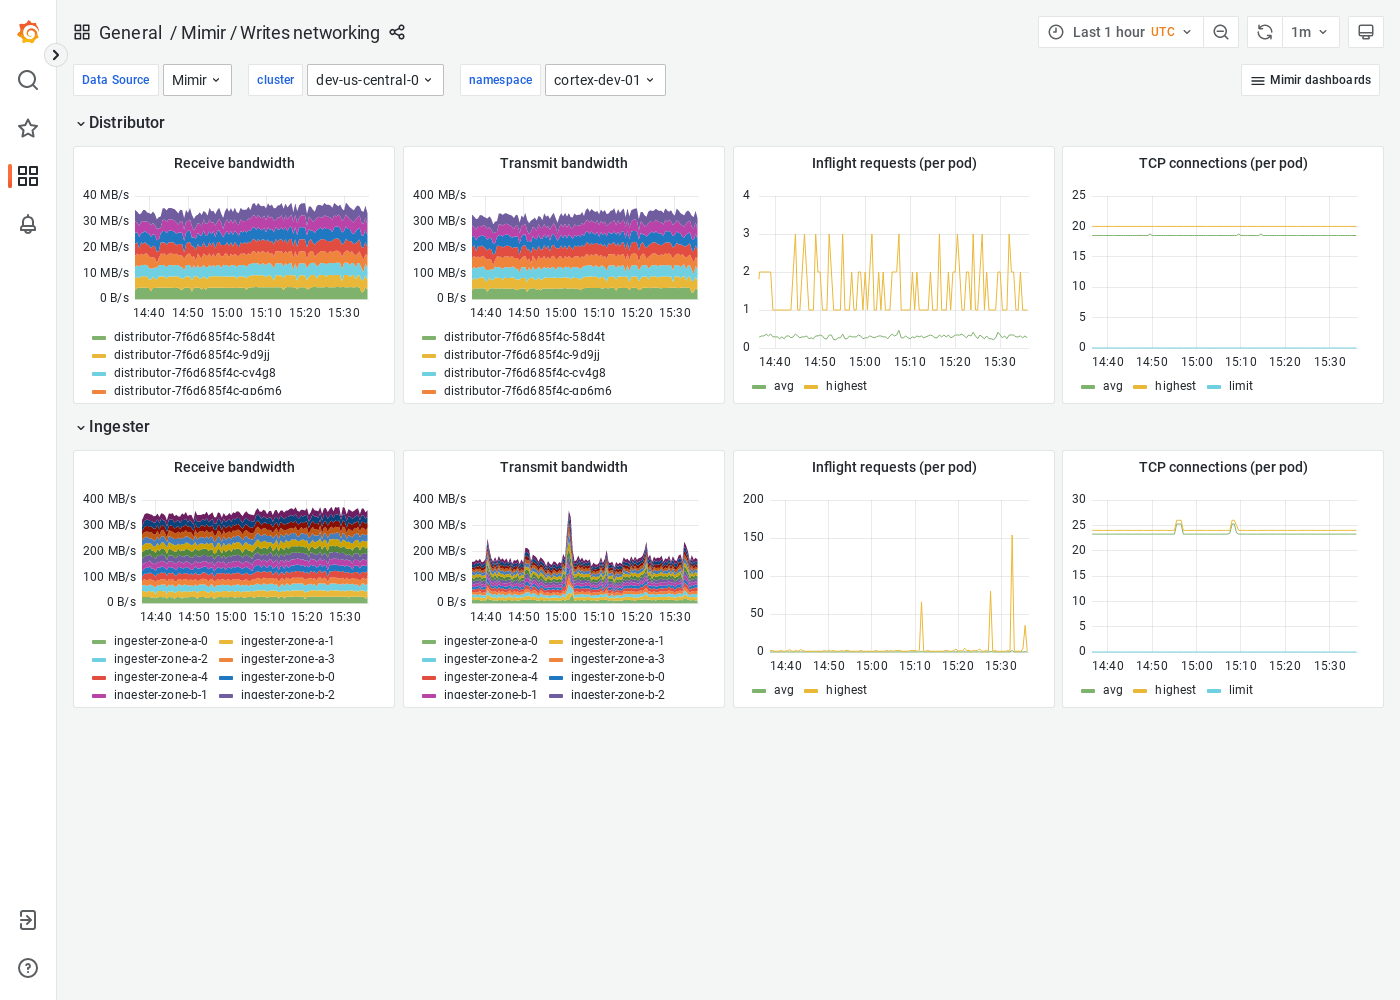 General / Mimir / Writes networking
Last 1 hour UTC
1m
Data Source Mimir cluster dev-us-central-0 namespace cortex-dev-01
Mimir dashboards
Distributor
Receive bandwidth
40 MB/s
30 MB/s
20 MB/s
10 MB/s
0 B/s
14:40 14:50 15:00 15:10 15:20 15:30
distributor-7f6d685f4c-58d4t
distributor-7f6d685f4c-9d9jj
distributor-7f6d685f4c-cv4g8
distributor-7f6d685f4c-qp6m6
Transmit bandwidth
400 MB/s
300 MB/s
200 MB/s
100 MB/s
0 B/s
14:40 14:50 15:00 15:10 15:20 15:30
distributor-7f6d685f4c-58d4t
distributor-7f6d685f4c-9d9jj
distributor-7f6d685f4c-cv4g8
distributor-7f6d685f4c-qp6m6
Inflight requests (per pod)
4
3
2
1
0
14:40 14:50 15:00 15:10 15:20 15:30
avg highest
TCP connections (per pod)
25
20
15
10
5
0
14:40 14:50 15:00 15:10 15:20 15:30
avg highest limit
Ingester
Receive bandwidth
400 MB/s
300 MB/s
200 MB/s
100 MB/s
0 B/s
14:40 14:50 15:00 15:10 15:20 15:30
ingester-zone-a-0 ingester-zone-a-1
ingester-zone-a-2 ingester-zone-a-3
ingester-zone-a-4 ingester-zone-b-0
ingester-zone-b-1 ingester-zone-b-2
Transmit bandwidth
400 MB/s
300 MB/s
200 MB/s
100 MB/s
0 B/s
14:40 14:50 15:00 15:10 15:20 15:30
ingester-zone-a-0 ingester-zone-a-1
ingester-zone-a-2 ingester-zone-a-3
ingester-zone-a-4 ingester-zone-b-0
ingester-zone-b-1 ingester-zone-b-2
Inflight requests (per pod)
200
150
100
50
0
14:40 14:50 15:00 15:10 15:20 15:30
avg highest
TCP connections (per pod)
30
25
20
15
10
5
0
14:40 14:50 15:00 15:10 15:20 15:30
avg highest limit